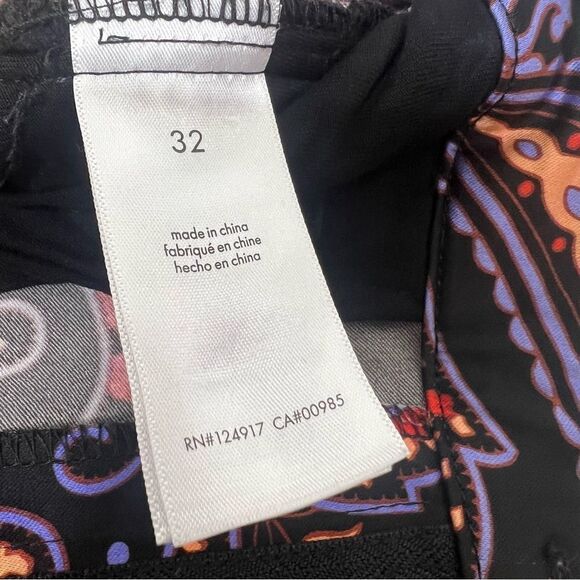 32
made in china
fabriqué en chine
hecho en china
RN#124917 CA#00985